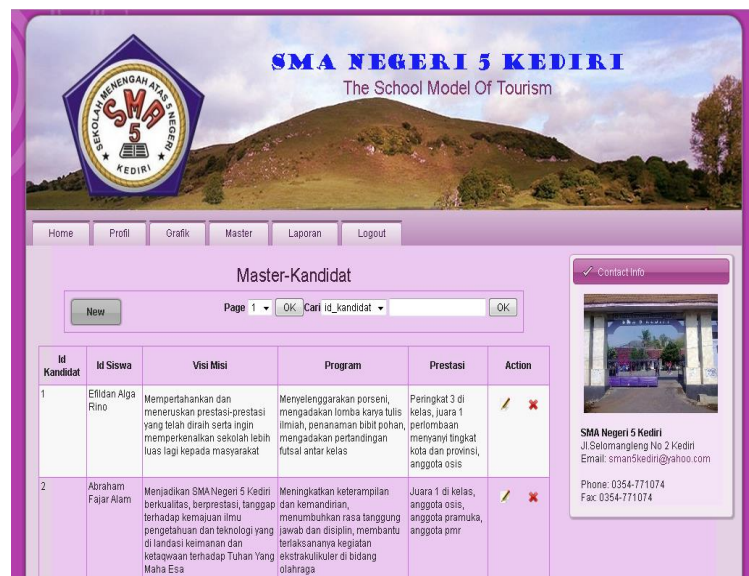 SMA NEGERI 5 KEDIRI
The School Model Of Tourism
SEKOLAH MENENGAH ATAS NEGERI
SMA
5
KEDIRI
Home Profil Grafik Master Laporan Logout
Master-Kandidat
New Page 1 OK Cari id_kandidat OK
Id Kandidat
Id Siswa
Visi Misi
Program
Prestasi
Action
1
Efildan Alga
Rino
Mempertahankan dan
meneruskan prestasi-prestasi
yang telah diraih serta ingin
memperkenalkan sekolah lebih
luas lagi kepada masyarakat
Menyelenggarakan porseni,
mengadakan lomba karya tulis
ilmiah, penanaman bibit pohan,
mengadakan pertandingan
futsal antar kelas
Peringkat 3 di
kelas, juara 1
perlombaan
menyanyi tingkat
kota dan provinsi,
anggota osis
2
Abraham
Fajar Alam
Menjadikan SMA Negeri 5 Kediri
berkualitas, berprestasi, tanggap
terhadap kemajuan ilmu
pengetahuan dan teknologi yang
di landasi keimanan dan
ketaqwaan terhadap Tuhan Yang
Maha Esa
Meningkatkan keterampilan
dan kemandirian,
menumbuhkan rasa tanggung
jawab dan disiplin, membantu
terlaksananya kegiatan
ekstrakulikuler di bidang
olahraga
Juara 1 di kelas,
anggota osis,
anggota pramuka,
anggota pmr
Contact Info
SMA Negeri 5 Kediri
Jl.Selomangleng No 2 Kediri
Email: sman5kediri@yahoo.com
Phone: 0354-771074
Fax: 0354-771074